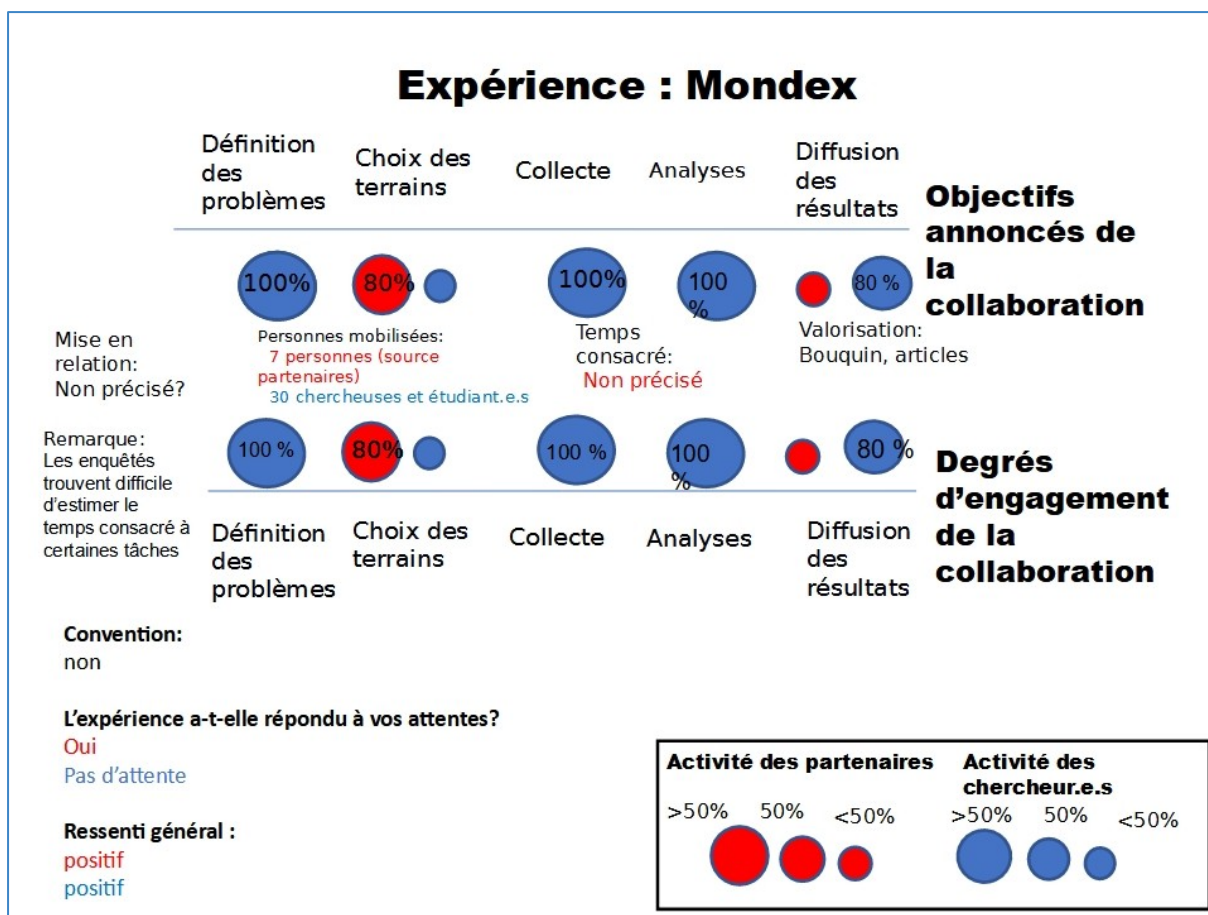 Expérience : Mondex
Définition
des
problèmes
Choix des
terrains
Collecte
Analyses
Diffusion
des
résultats
Objectifs
annoncés de
la
collaboration
100%
80%
100%
100
%
80 %
Mise en
relation:
Non précisé?
Personnes mobilisées:
7 personnes (source
partenaires)
30 chercheuses et étudiant.e.s
Temps
consacré:
Non précisé
Valorisation:
Bouquin, articles
Remarque:
Les enquêtés
trouvent difficile
d'estimer le
temps consacré à
certaines tâches
100 %
80%
100 %
100
%
80 %
Degrés
d'engagement
de la
collaboration
Définition
des
problèmes
Choix des
terrains
Collecte
Analyses
Diffusion
des
résultats
Convention:
non
L'expérience a-t-elle répondu à vos attentes?
Oui
Pas d'attente
Ressenti général :
positif
positif
Activité des partenaires
>50% 50% <50%
Activité des
chercheur.e.s
>50% 50% <50%